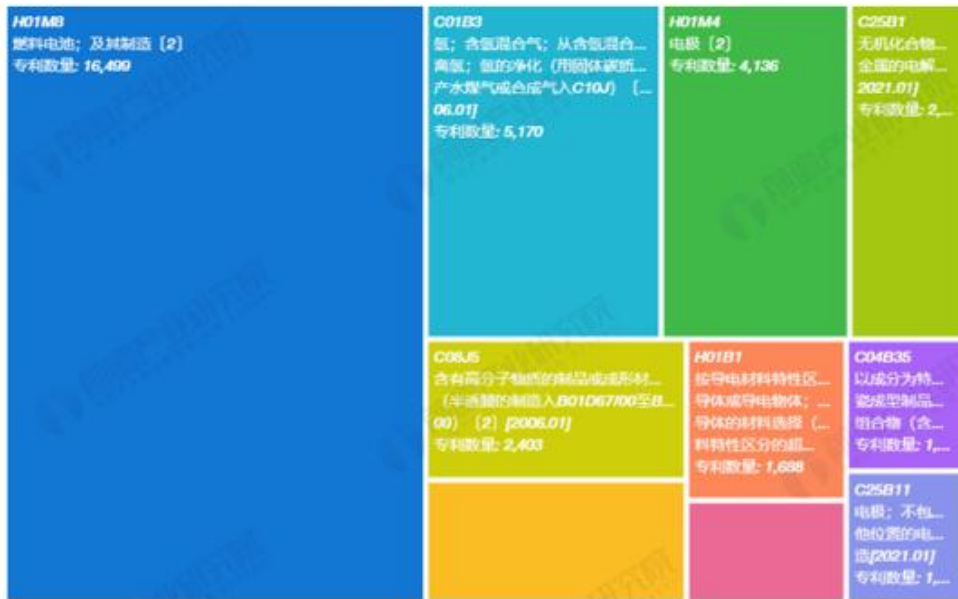 H01M8
燃料电池；及其制造〔2〕
专利数量: 16,499
C01B3
氢；含氢混合气；从含氢混合...
离氢；氢的净化（用固体碳质...
产水煤气或合成气入C10J）〔...
06.01]
专利数量: 5,170
H01M4
电极〔2〕
专利数量: 4,136
C25B1
无机化合物...
金属的电解...
2021.01]
专利数量: 2,...
C08J5
含有高分子物质的制品或成形材...
（半透膜的制造入B01D67/00至B...
00）〔2〕[2006.01]
专利数量: 2,403
H01B1
按导电材料特性区...
导体或导电物体；...
导体的材料选择（...
料特性区分的超...
专利数量: 1,688
C04B35
以成分为特...
瓷成型制品...
组合物（含...
专利数量: 1,...
C25B11
电极；不包...
他位置的电...
造[2021.01]
专利数量: 1,...